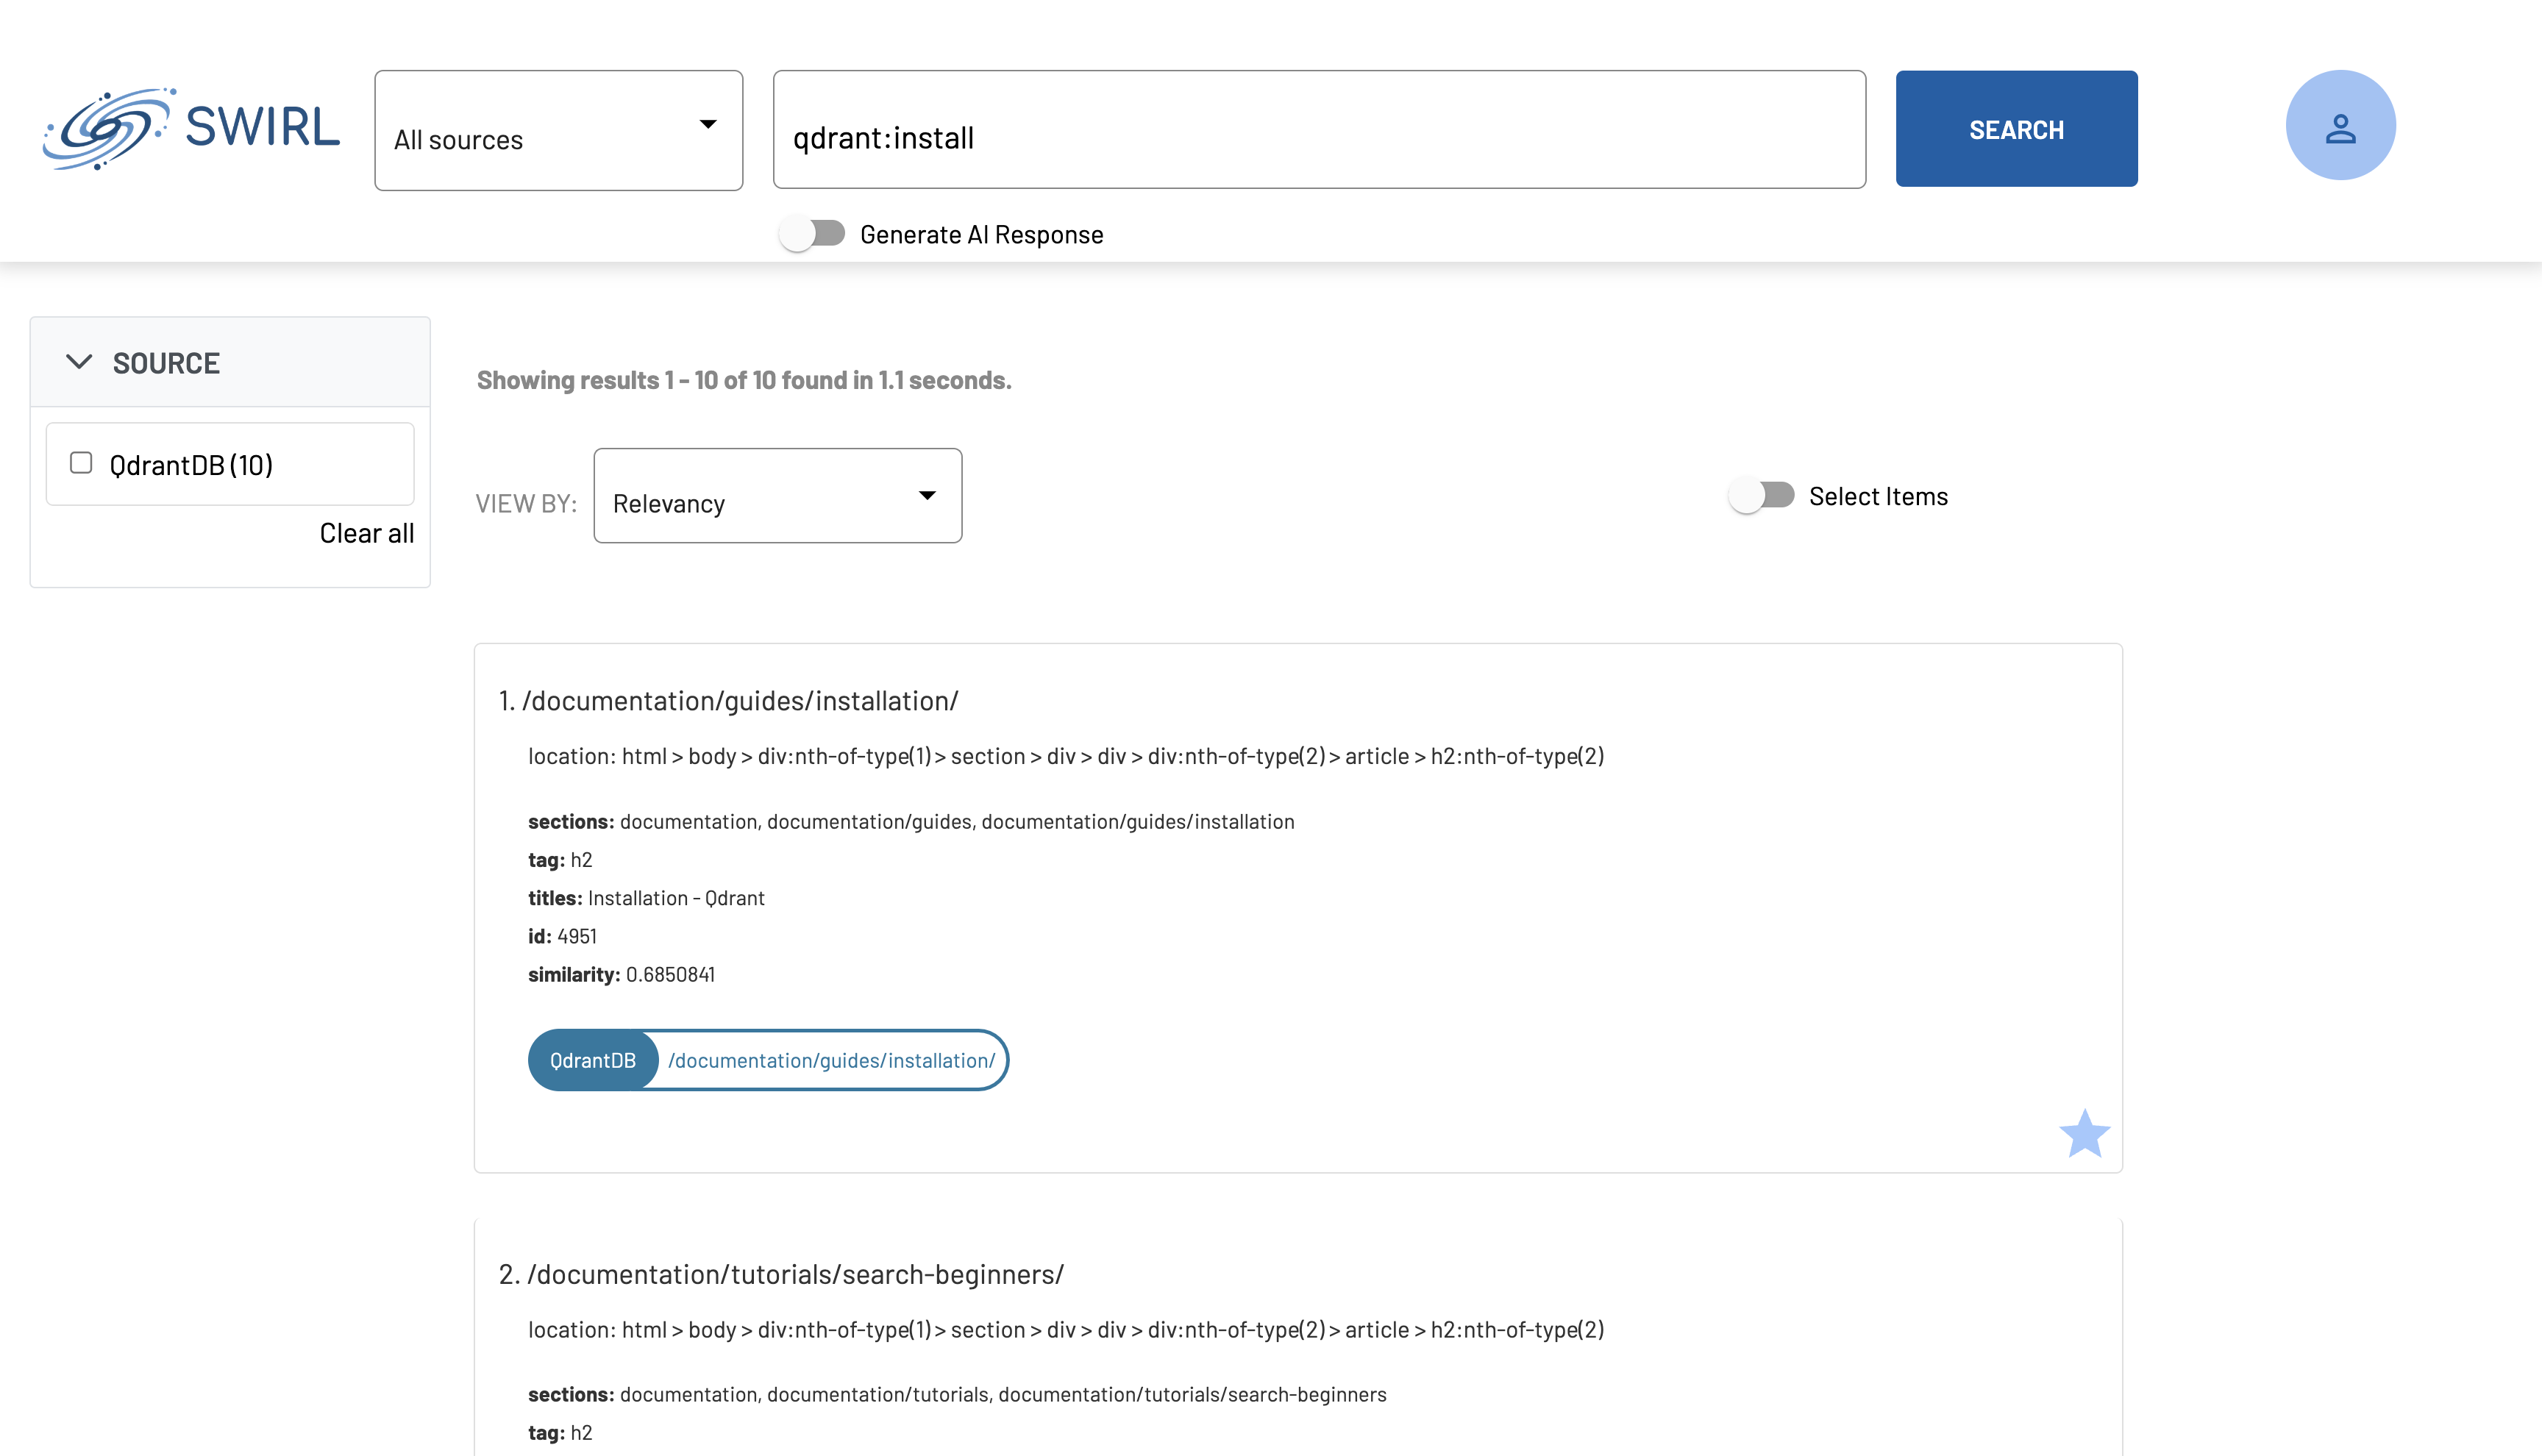 SWIRL
All sources
qdrant:install
SEARCH
Generate AI Response
SOURCE
QdrantDB (10)
Clear all
Showing results 1 - 10 of 10 found in 1.1 seconds.
VIEW BY:
Relevancy
Select Items
1. /documentation/guides/installation/
location: html > body > div:nth-of-type(1) > section > div > div > div:nth-of-type(2) > article > h2:nth-of-type(2)
sections: documentation, documentation/guides, documentation/guides/installation
tag: h2
titles: Installation - Qdrant
id: 4951
similarity: 0.6850841
QdrantDB /documentation/guides/installation/
2. /documentation/tutorials/search-beginners/
location: html > body > div:nth-of-type(1) > section > div > div > div:nth-of-type(2) > article > h2:nth-of-type(2)
sections: documentation, documentation/tutorials, documentation/tutorials/search-beginners
tag: h2